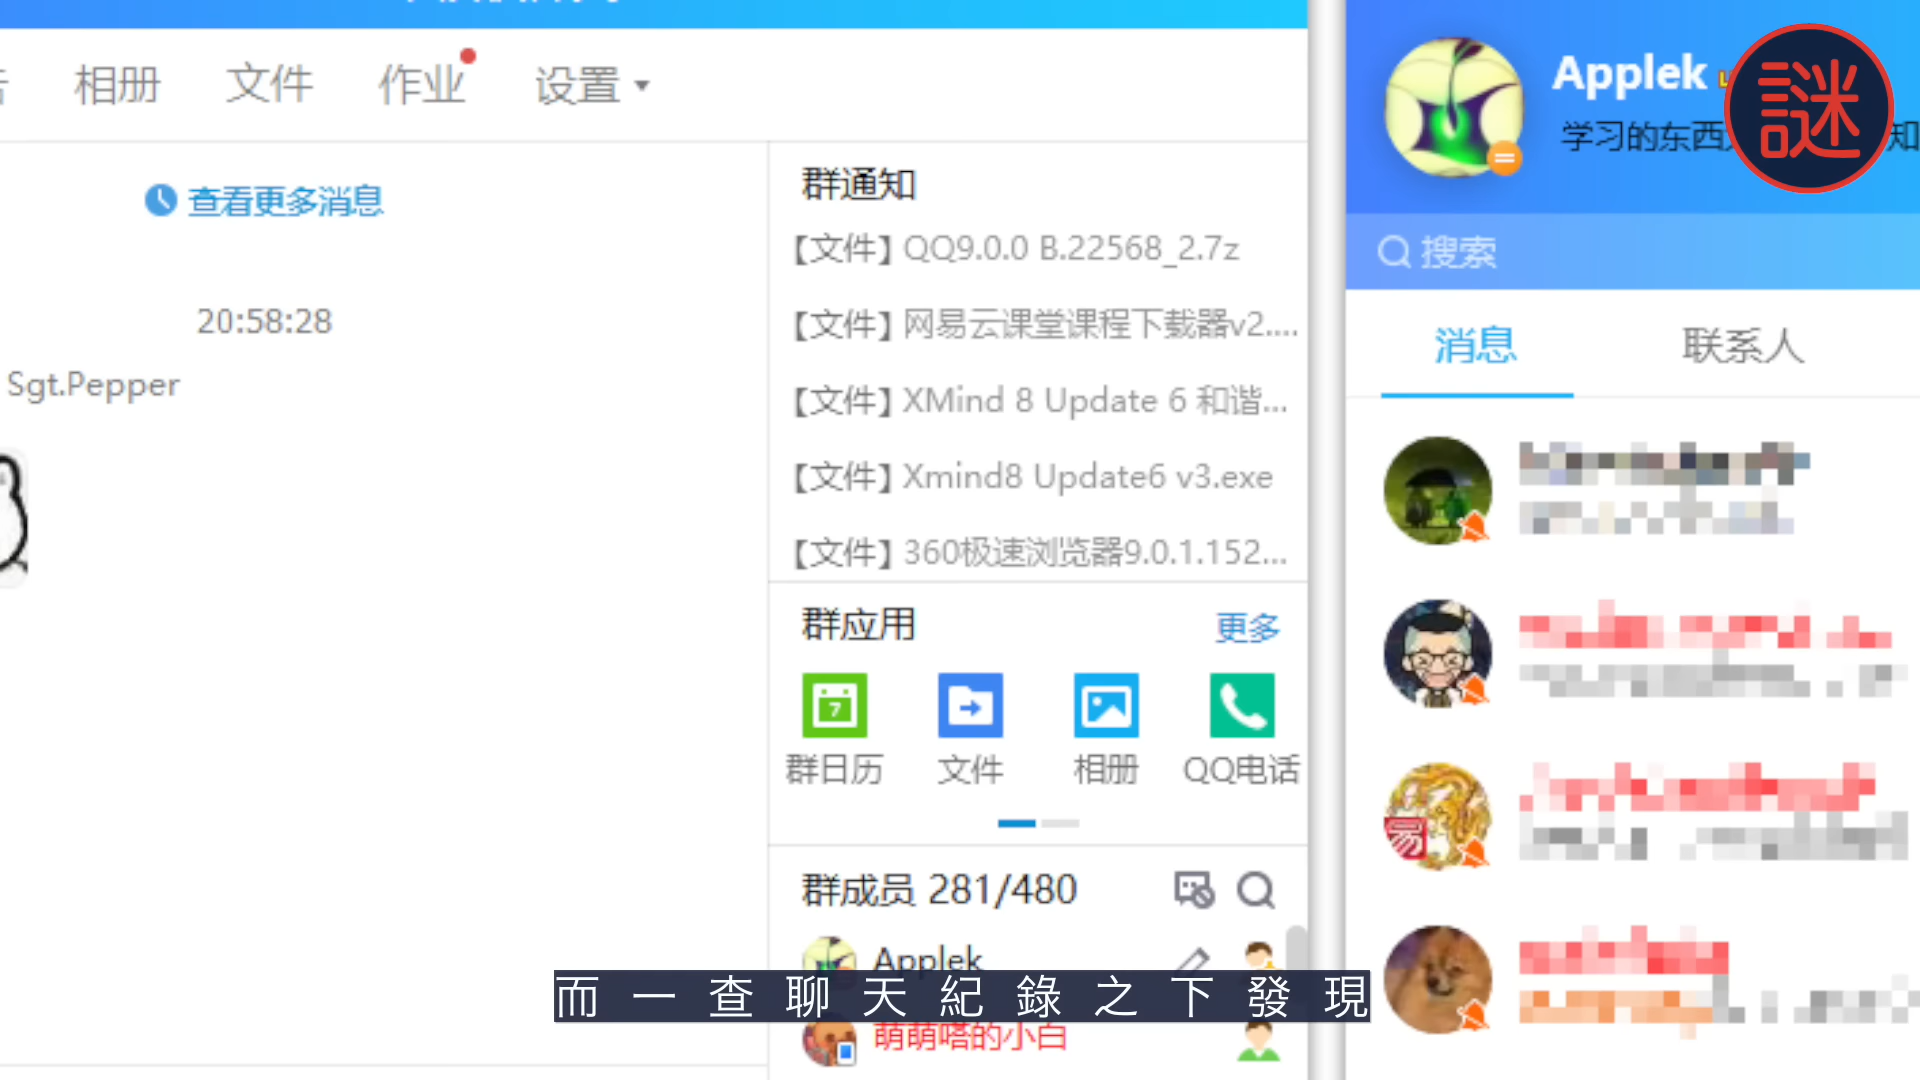 相册 文件 作业 设置
查看更多消息
20:58:28
Sgt.Pepper
群通知
【文件】QQ9.0.0 B.22568_2.7z
【文件】网易云课堂课程下载器v2....
【文件】XMind 8 Update 6 和谐...
【文件】Xmind8 Update6 v3.exe
【文件】360极速浏览器9.0.1.152...
群应用 更多
7
群日历 文件 相册 QQ电话
群成员 281/480
Applek
萌萌嗒的小白
Applek
学习的东西
知
謎
搜索
消息 联系人
易
而一查聊天紀錄之下發現